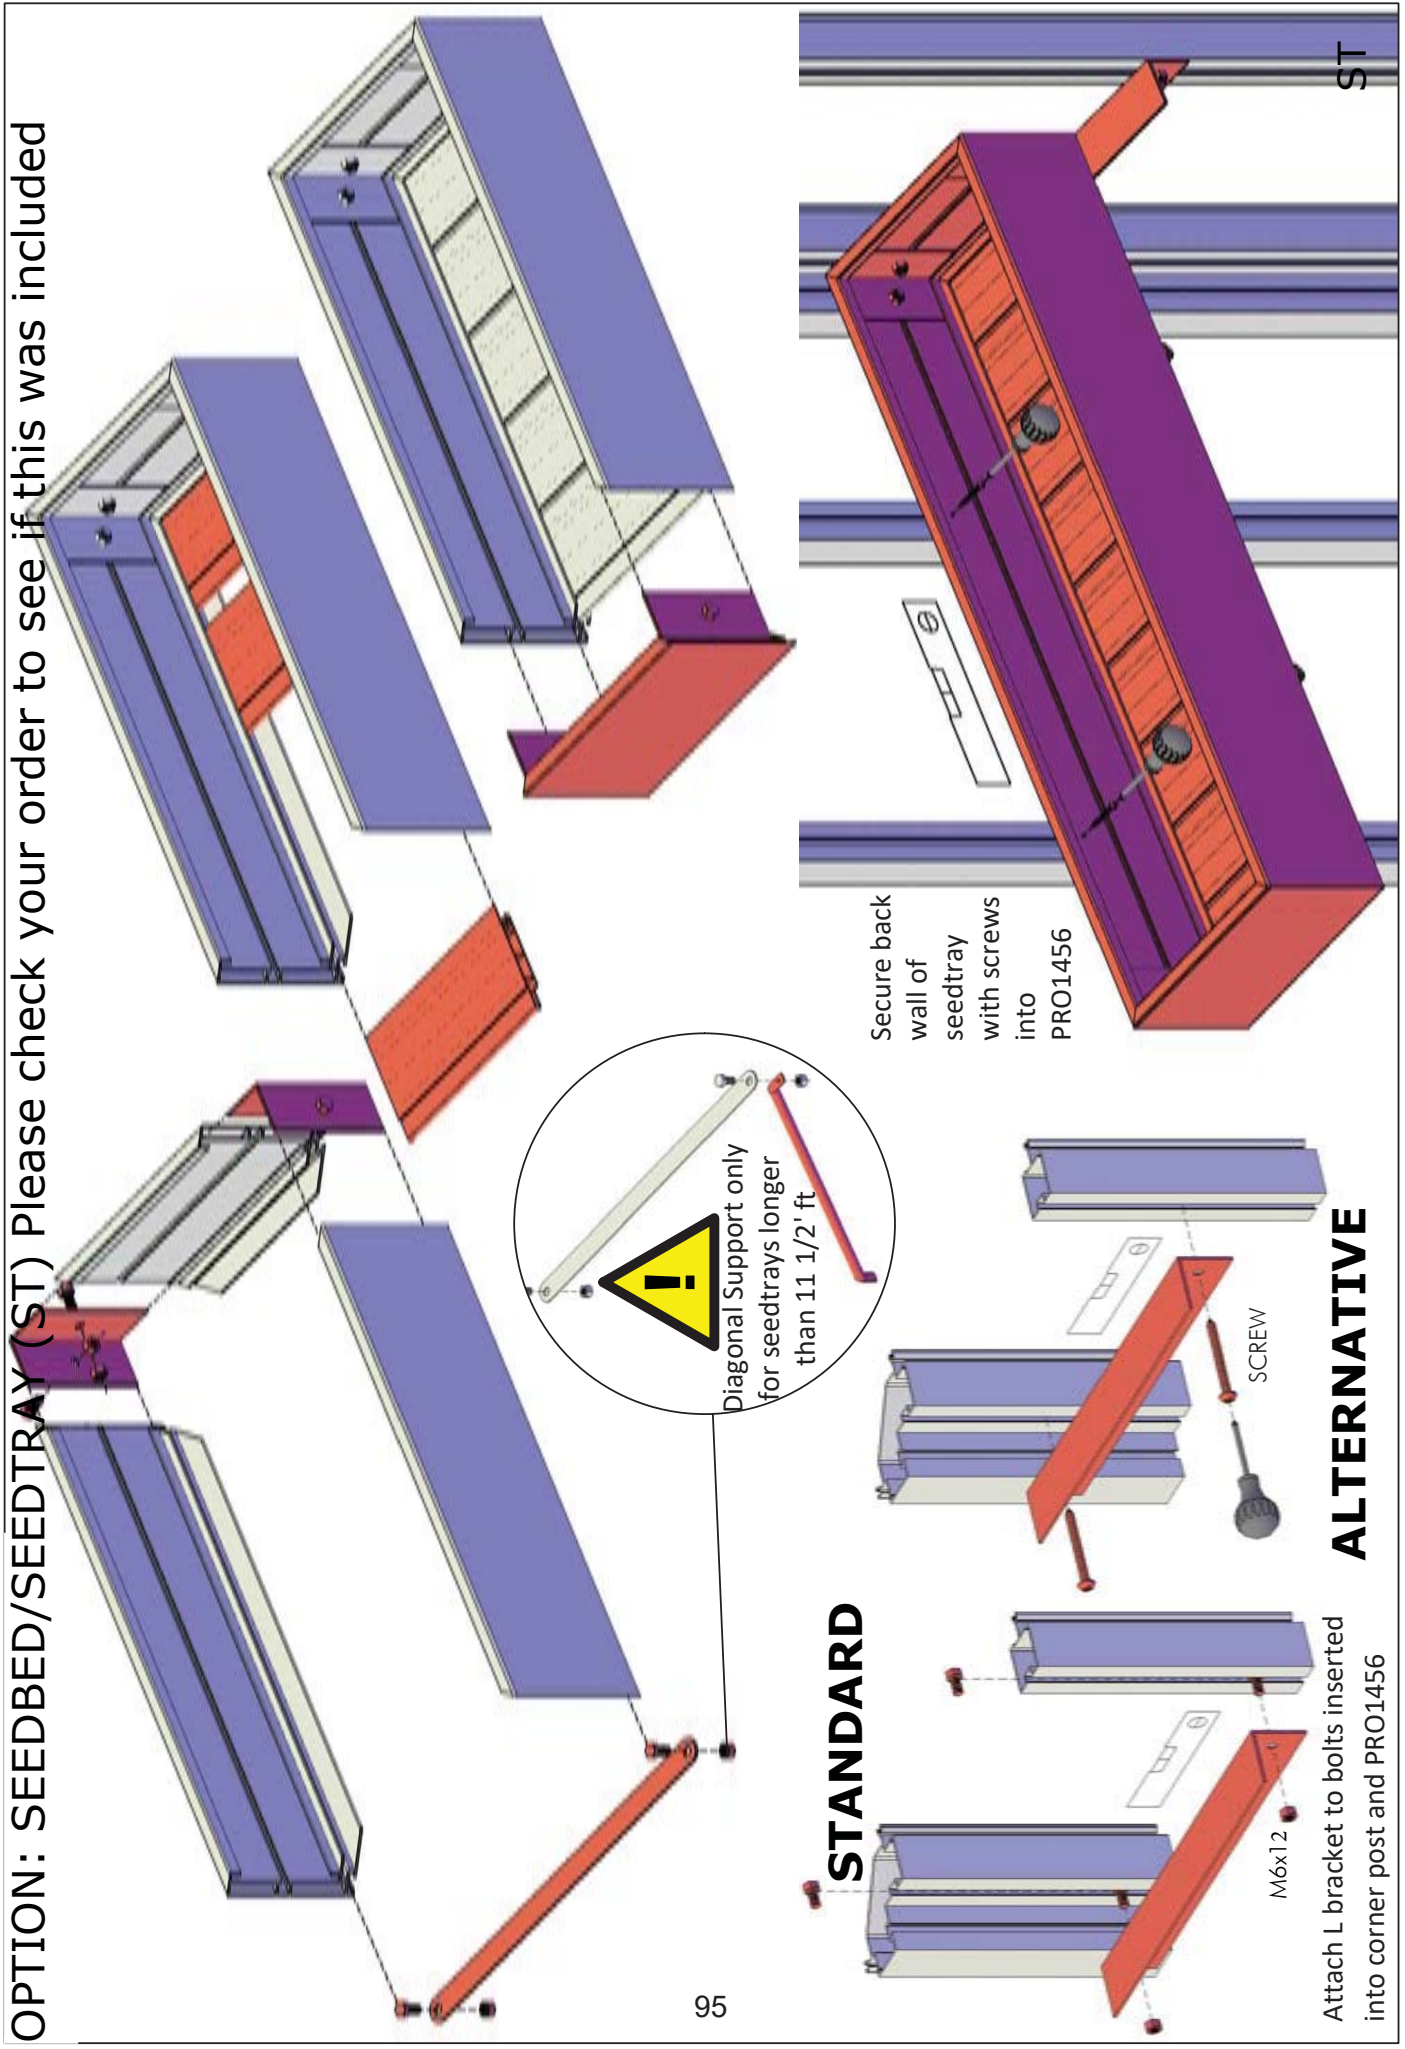 OPTION: SEEDBED/SEEDTRAY (ST) Please check your order to see if this was included
Diagonal Support only
for seedtrays longer
than 11 1/2' ft
Secure back
wall of
seedtray
with screws
into
PRO1456
STANDARD
M6x12
Attach L bracket to bolts inserted
into corner post and PRO1456
SCREW
ALTERNATIVE
ST
95